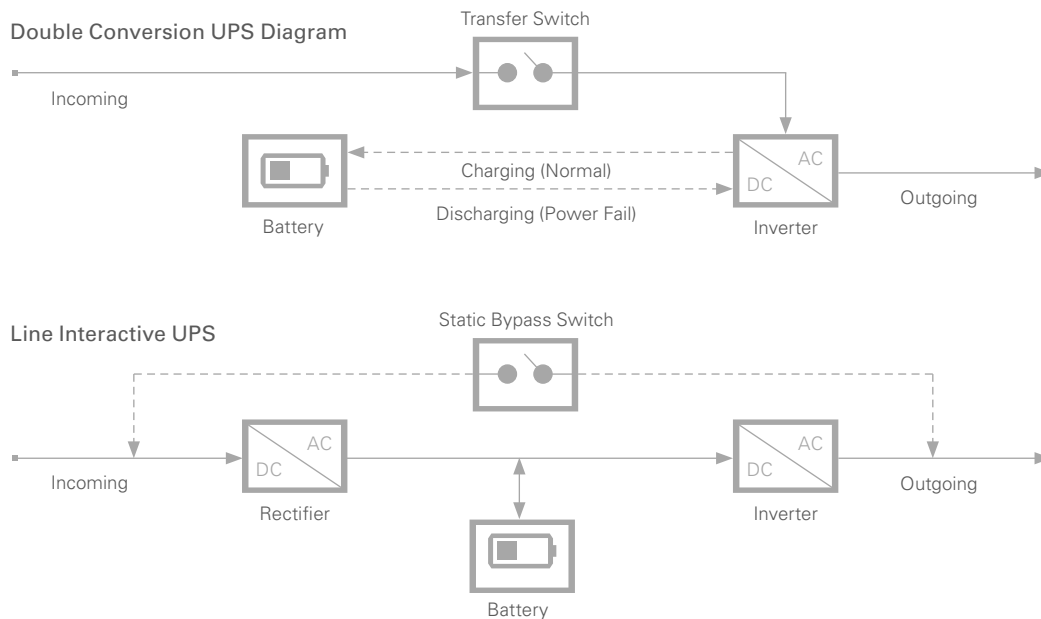 Transfer Switch
Double Conversion UPS Diagram
Incoming
Charging (Normal)
AC
DC
Discharging (Power Fail)
Outgoing
Battery
Inverter
Static Bypass Switch
Line Interactive UPS
AC
DC
AC
DC
Incoming
Outgoing
Rectifier
Inverter
Battery